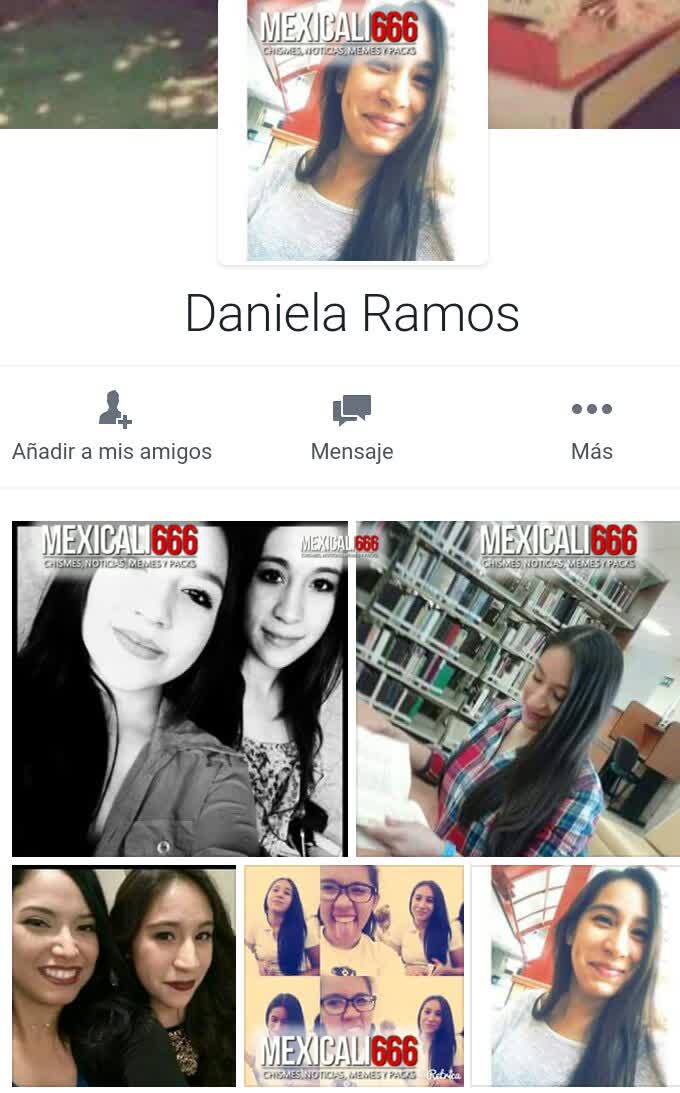 MEXICALI666
CHISMES, NOTICIAS, MEMES Y PACKS
Daniela Ramos
Añadir a mis amigos
Mensaje
Más
MEXICALI666
CHISMES, NOTICIAS, MEMES Y PACKS
MEXICALI666
CHISMES, NOTICIAS, MEMES Y PACKS
MEXICALI666
CHISMES, NOTICIAS, MEMES Y PACKS
MEXICALI666
CHISMES, NOTICIAS, MEMES Y PACKS
Retrica